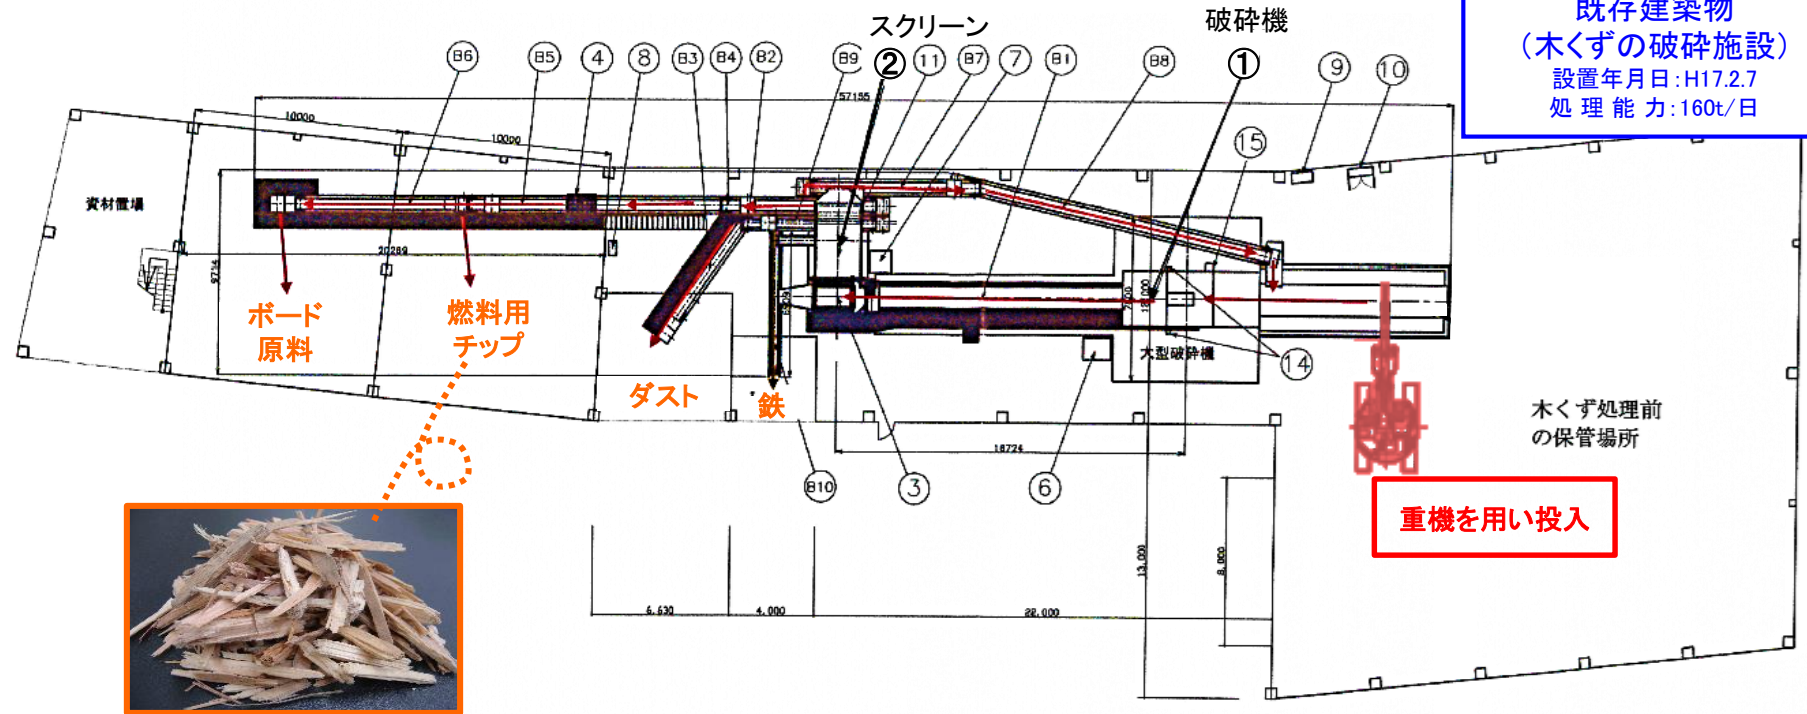 既存建築物
（木くずの破砕施設）
設置年月日：H17.2.7
処 理 能 力：160t/日
スクリーン
破砕機
B6
B5
4
8
B3
B4
B2
B9
②
11
B7
7
B1
B8
①
9
10
57155
10000
10000
15
資材置場
20289
9714
ボード
原料
燃料用
チップ
ダスト
鉄
大型破砕機
14
18724
B10
3
6
木くず処理前
の保管場所
重機を用い投入
13,000
8,000
6,630
4,000
22,000